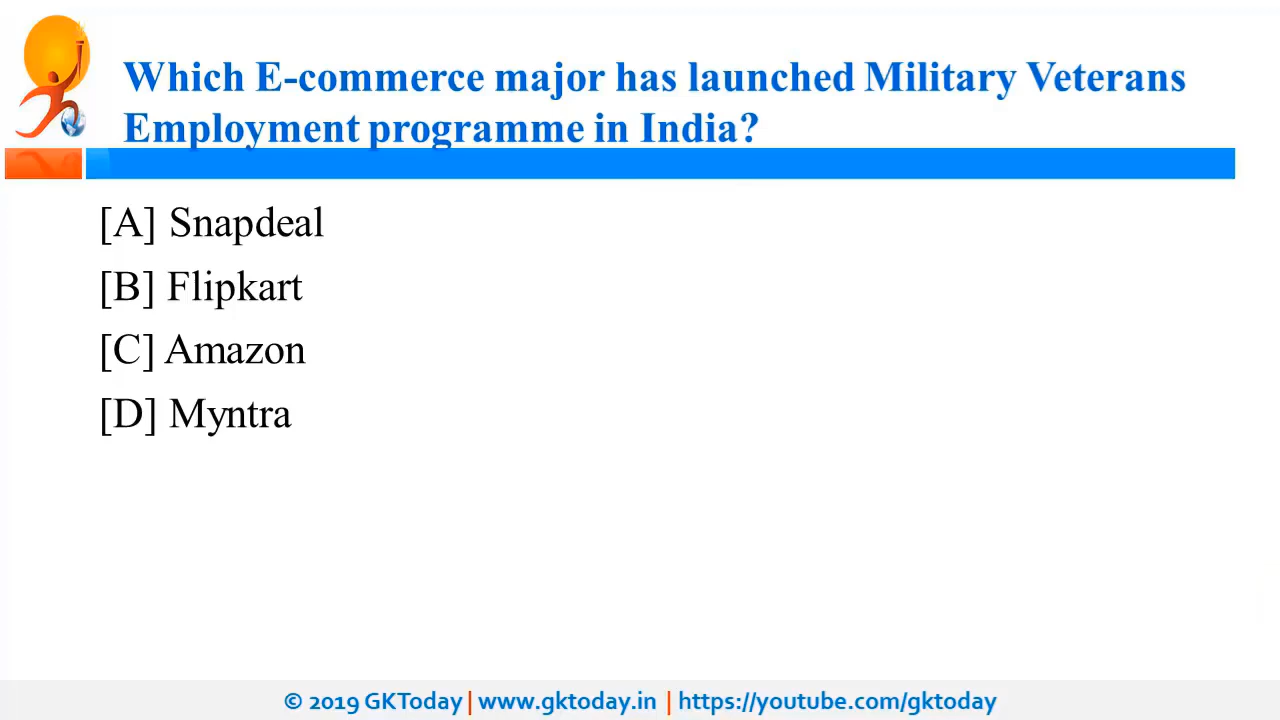 Which E-commerce major has launched Military Veterans
Employment programme in India?
[A] Snapdeal
[B] Flipkart
[C] Amazon
[D] Myntra
© 2019 GKToday | www.gktoday.in | https://youtube.com/gktoday